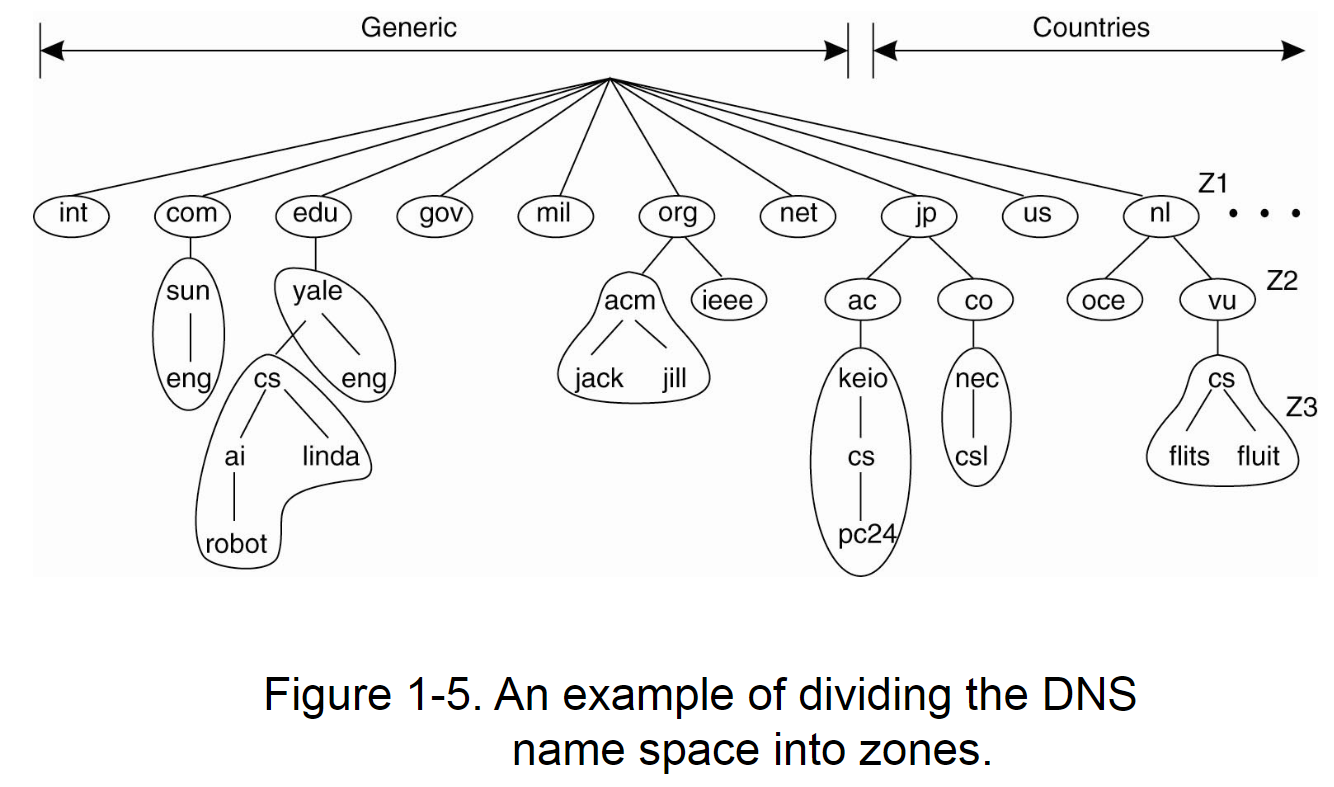 Generic Countries
Z1
int com edu gov mil org net jp us nl • • •
Z2
sun yale acm ieee ac co oce vu
eng cs eng jack jill keio nec cs
Z3
ai linda cs csl flits fluit
robot pc24
Figure 1-5. An example of dividing the DNS
name space into zones.